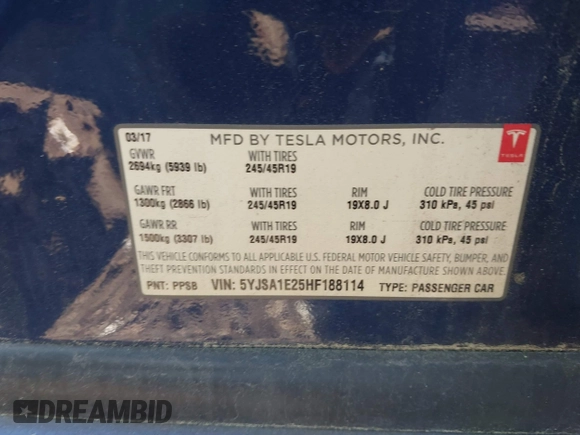 03/17 MFD BY TESLA MOTORS, INC.
GVWR WITH TIRES
2694kg (5939 lb) 245/45R19
TESLA
GAWR FRT WITH TIRES RIM COLD TIRE PRESSURE
1300kg (2866 lb) 245/45R19 19X8.0 J 310 kPa, 45 psi
GAWR RR WITH TIRES RIM COLD TIRE PRESSURE
1500kg (3307 lb) 245/45R19 19X8.0 J 310 kPa, 45 psi
THIS VEHICLE CONFORMS TO ALL APPLICABLE U.S. FEDERAL MOTOR VEHICLE SAFETY, BUMPER, AND
THEFT PREVENTION STANDARDS IN EFFECT ON THE DATE OF MANUFACTURE SHOWN ABOVE.
PNT: PPSB VIN: 5YJSA1E25HF188114 TYPE: PASSENGER CAR
DREAMBID